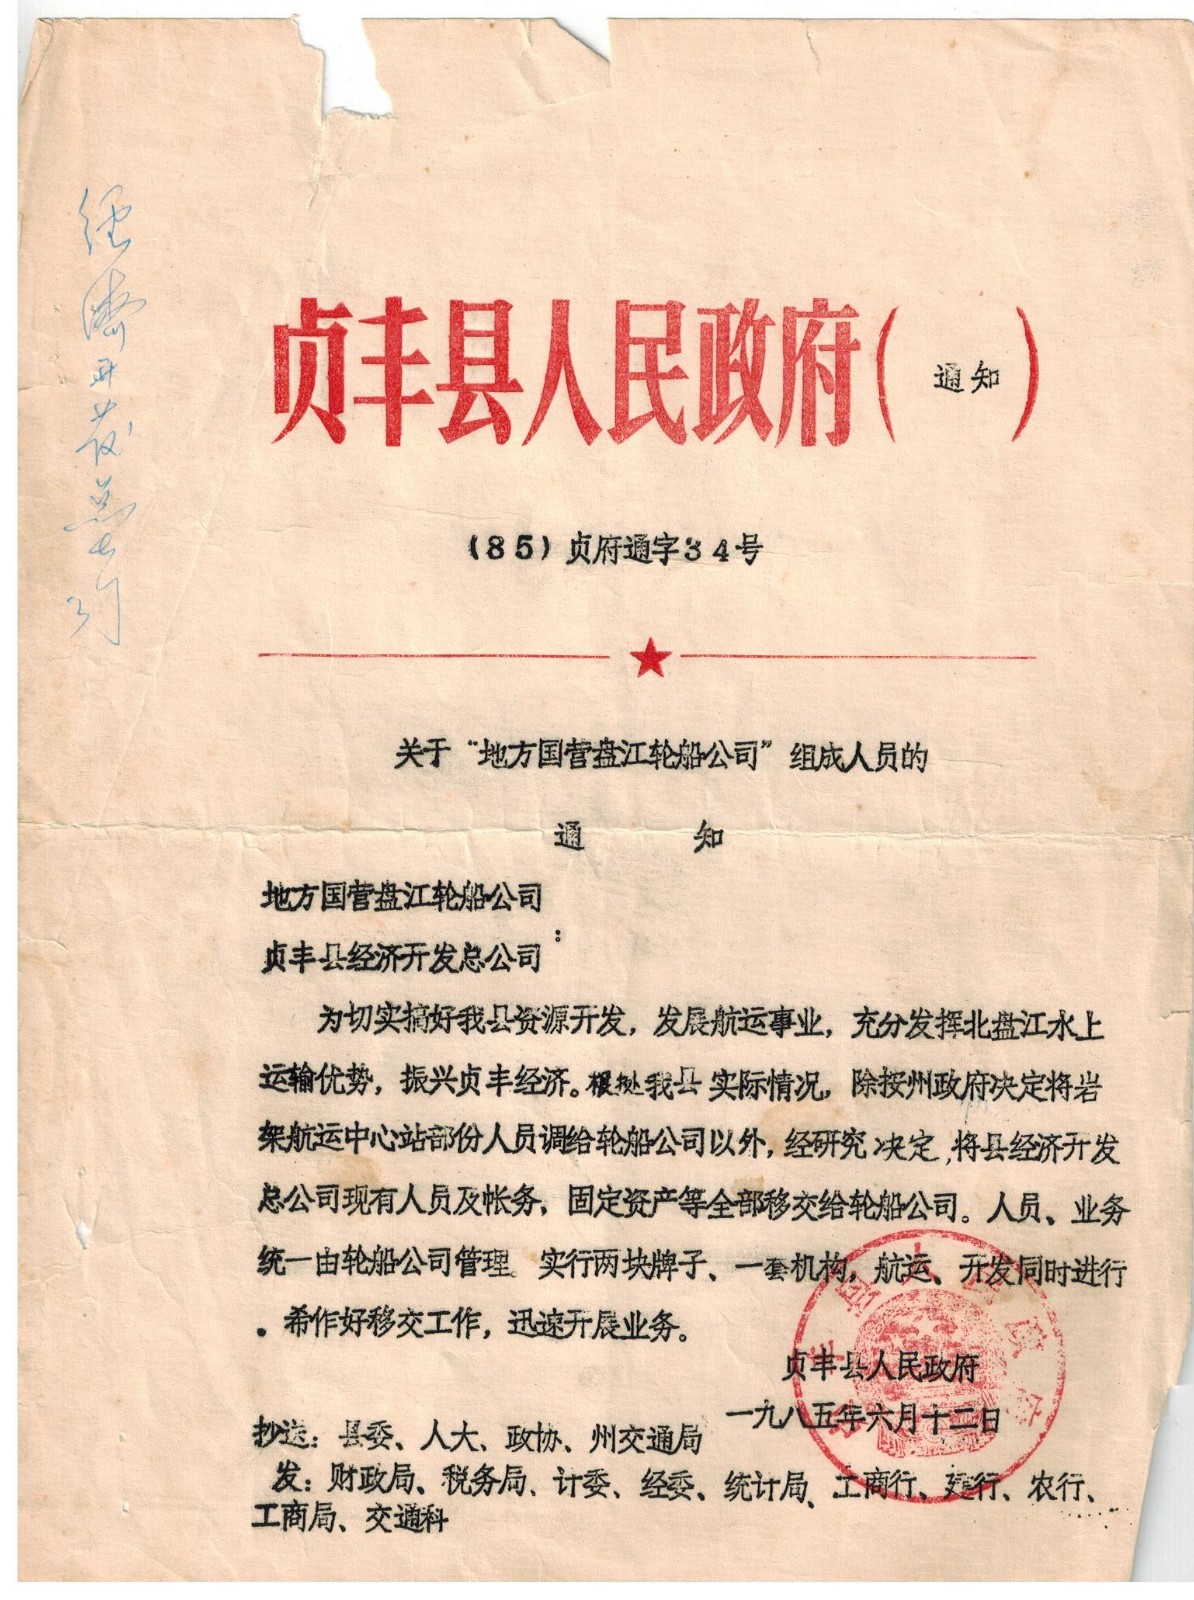 贞丰县人民政府（通知）
(85)贞府通字34号
关于“地方国营盘江轮船公司”组成人员的
通 知
地方国营盘江轮船公司
贞丰县经济开发总公司：
为切实搞好我县资源开发，发展航运事业，充分发挥北盘江水上
运输优势，振兴贞丰经济。根据我县实际情况，除按州政府决定将岩
架航运中心站部份人员调给轮船公司以外，经研究决定，将县经济开发
总公司现有人员及帐务，固定资产等全部移交给轮船公司。人员、业务
统一由轮船公司管理。实行两块牌子、一套机构，航运、开发同时进行
。希作好移交工作，迅速开展业务。
贞丰县人民政府
一九八五年六月十二日
抄送：县委、人大、政协、州交通局
发：财政局、税务局、计委、经委、统计局、工商行、建行、农行、
工商局、交通科
经济开发总公司